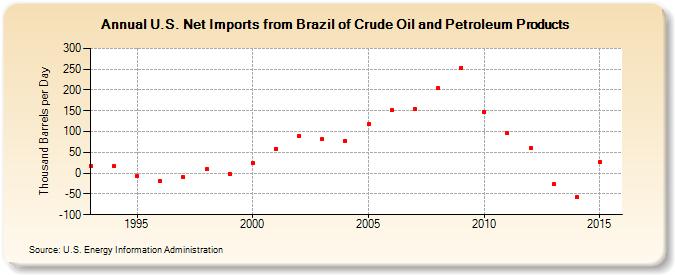 Annual U.S. Net Imports from Brazil of Crude Oil and Petroleum Products
Thousand Barrels per Day
300
250
200
150
100
50
0
-50
-100
1995 2000 2005 2010 2015
Source: U.S. Energy Information Administration